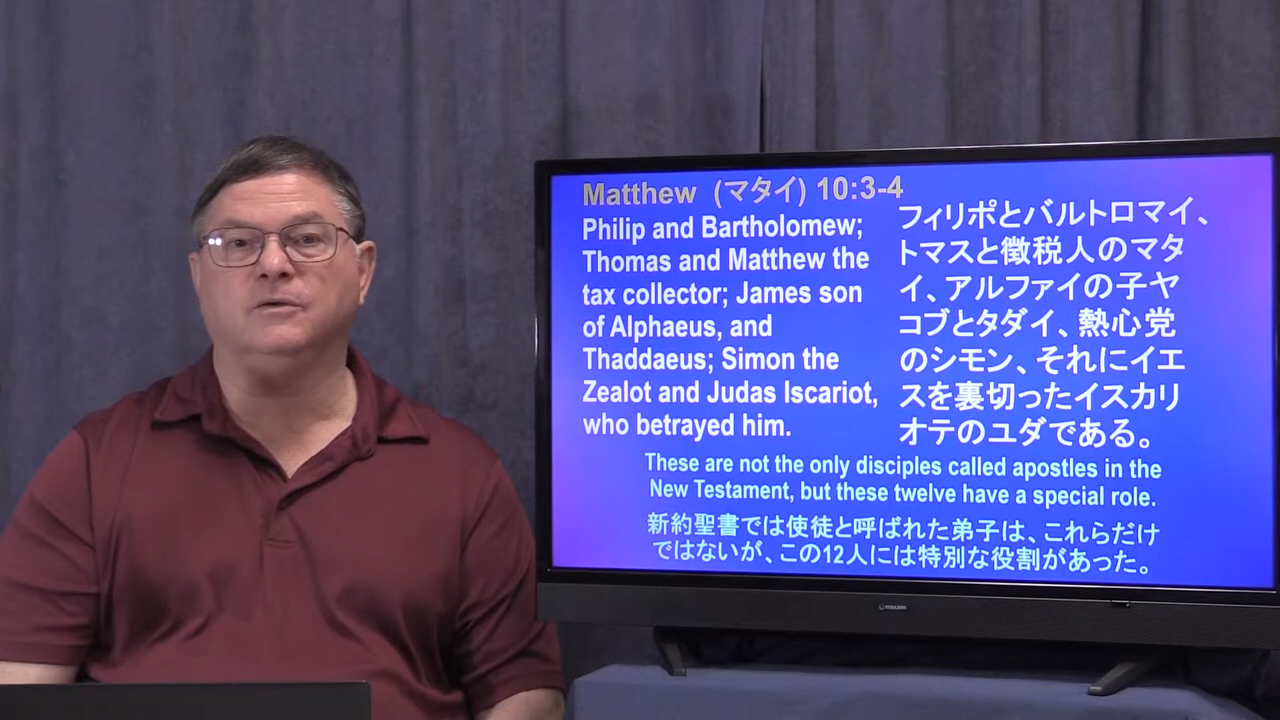 Matthew (マタイ) 10:3-4
Philip and Bartholomew;
Thomas and Matthew the
tax collector; James son
of Alphaeus, and
Thaddaeus; Simon the
Zealot and Judas Iscariot,
who betrayed him.
フィリポとバルトロマイ、
トマスと徴税人のマタ
イ、アルファイの子ヤ
コブとタダイ、熱心党
のシモン、それにイエ
スを裏切ったイスカリ
オテのユダである。
These are not the only disciples called apostles in the
New Testament, but these twelve have a special role.
新約聖書では使徒と呼ばれた弟子は、これらだけ
ではないが、この12人には特別な役割があった。
maxzen